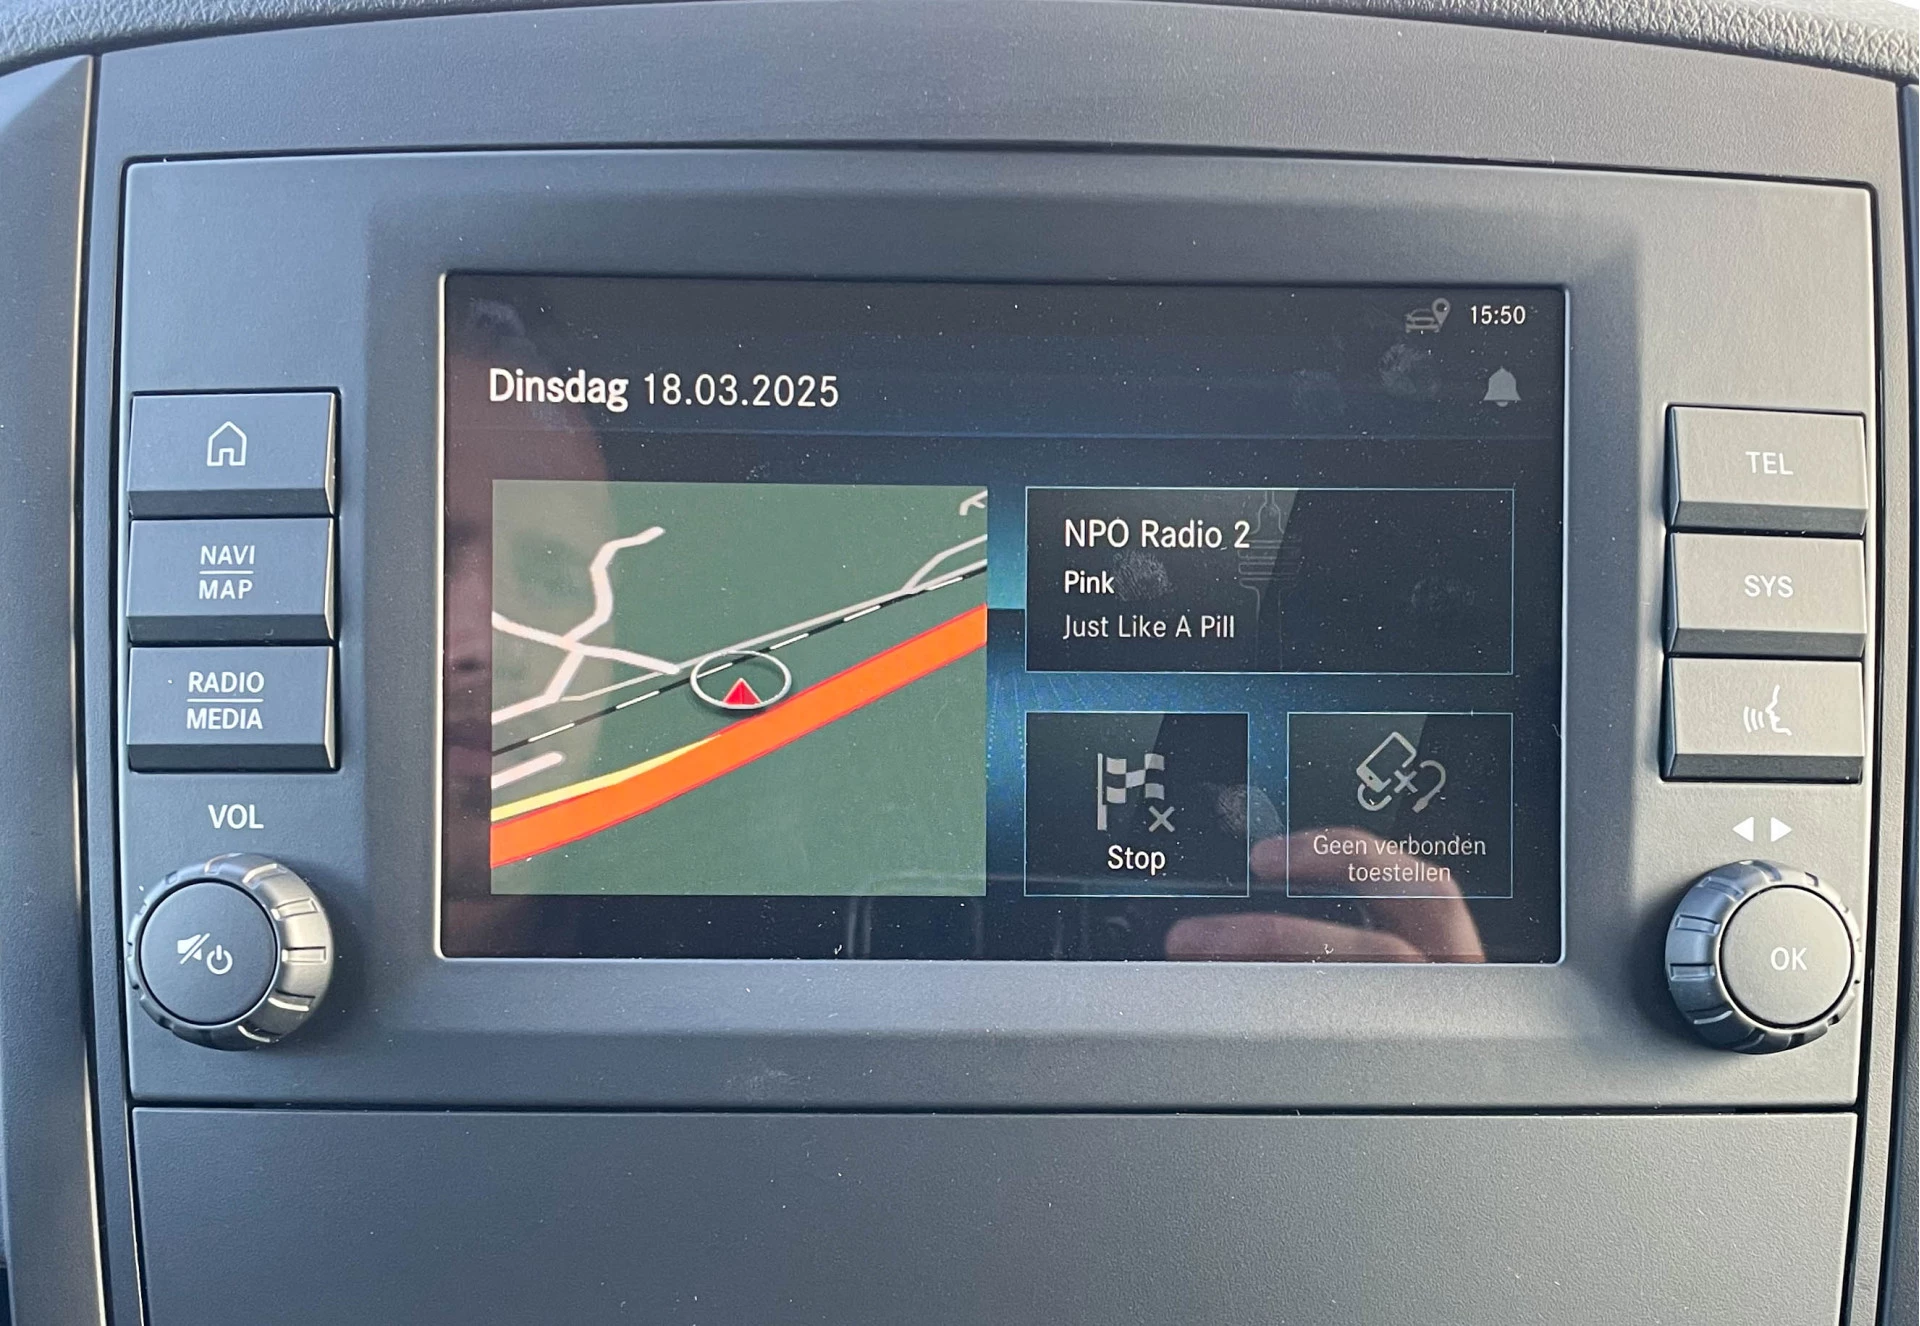 15:50
Dinsdag 18.03.2025
NAVI
MAP
RADIO
MEDIA
VOL
NPO Radio 2
Pink
Just Like A Pill
Stop
Geen verbonden
toestellen
TEL
SYS
OK